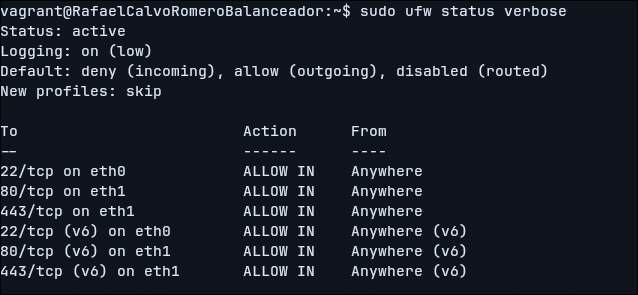 vagrant@RafaelCalvoRomeroBalanceador:~$ sudo ufw status verbose
Status: active
Logging: on (low)
Default: deny (incoming), allow (outgoing), disabled (routed)
New profiles: skip

To                         Action      From
--                         ------      ----
22/tcp on eth0             ALLOW IN    Anywhere
80/tcp on eth1             ALLOW IN    Anywhere
443/tcp on eth1            ALLOW IN    Anywhere
22/tcp (v6) on eth0        ALLOW IN    Anywhere (v6)
80/tcp (v6) on eth1        ALLOW IN    Anywhere (v6)
443/tcp (v6) on eth1       ALLOW IN    Anywhere (v6)